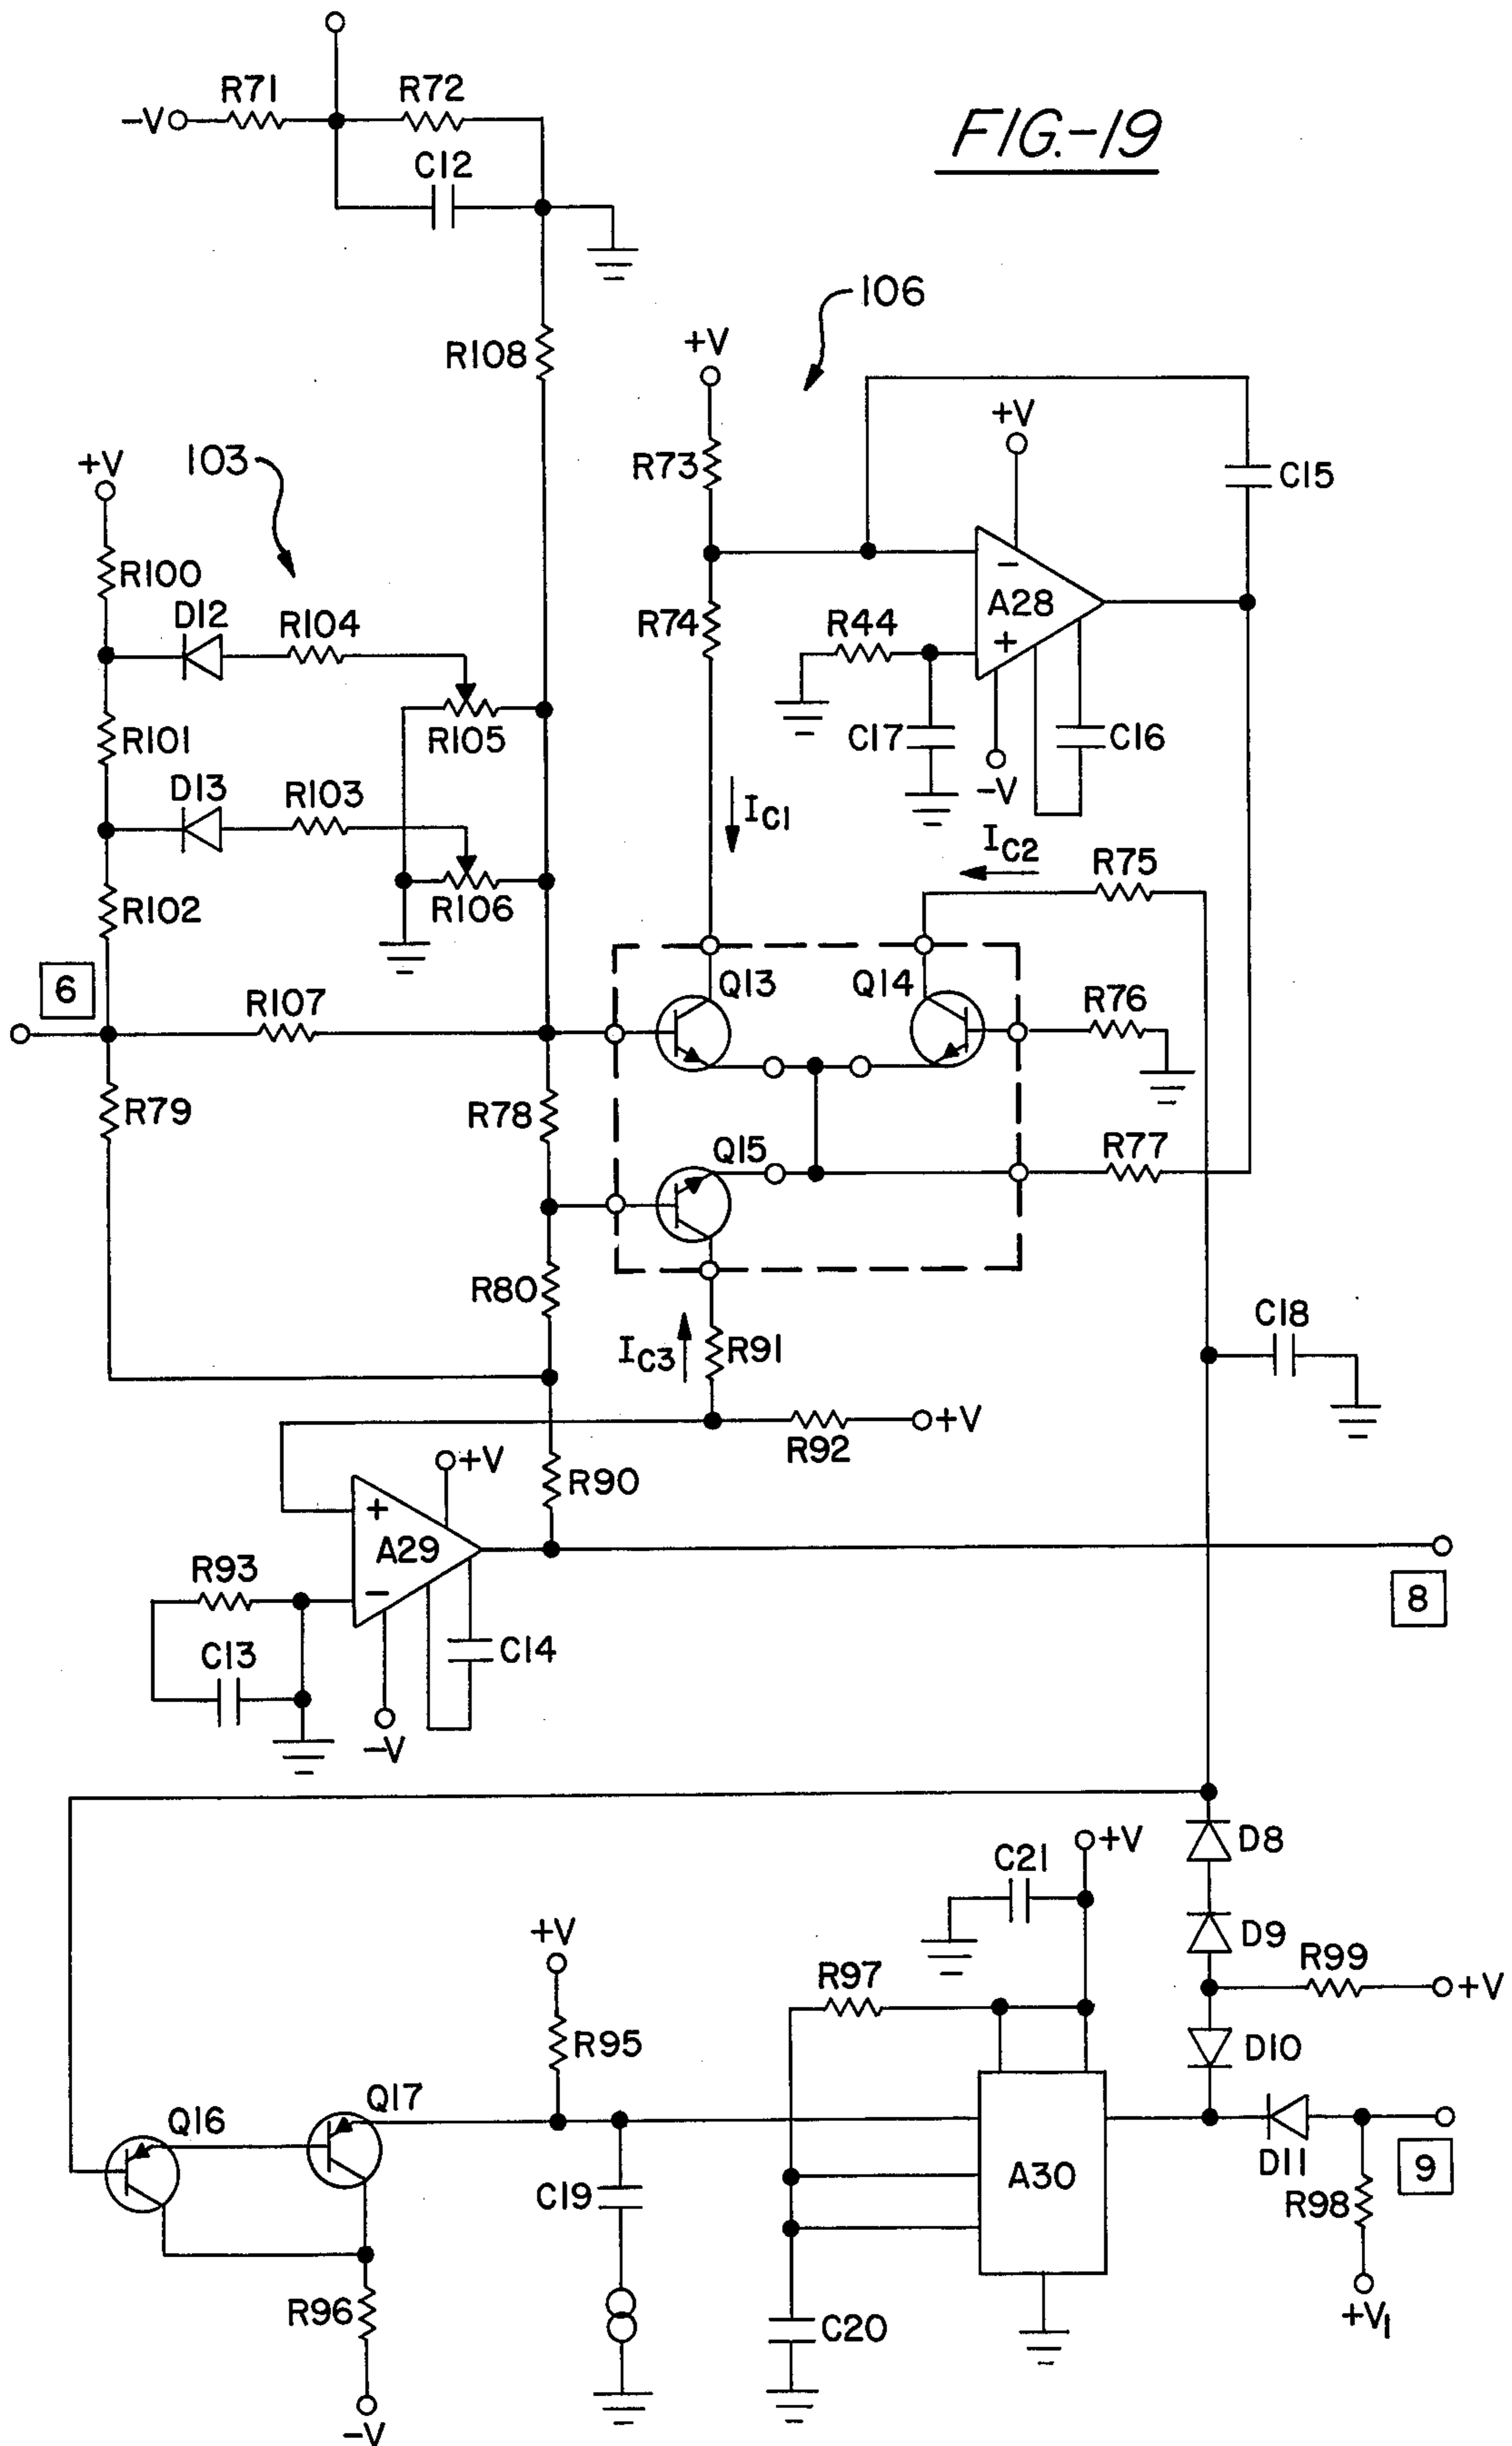 R71
R72
-V
FIG.-19
C12
106
R108
+V
+V
103
+V
R73
C15
R100
-
D12
R104
A28
R74
R44
+
R101
R105
C17
C16
D13
R103
-V
IC1
IC2
R75
R102
R106
6
Q13
Q14
R107
R76
R79
R78
Q15
R77
R80
C18
IC3
R91
+V
+V
R92
R90
+
A29
R93
-
8
C13
C14
-V
+V
D8
C21
+V
D9
R99
R97
+V
R95
D10
Q17
Q16
D11
9
C19
A30
R98
R96
C20
+V1
-V